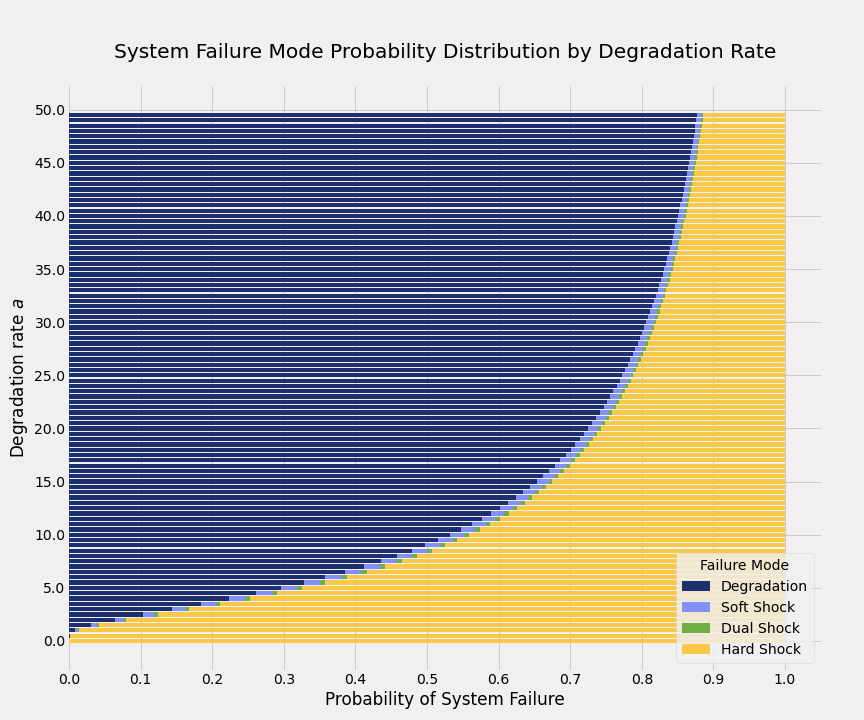 System Failure Mode Probability Distribution by Degradation Rate
50.0
45.0
40.0
35.0
30.0
25.0
20.0
15.0
10.0
5.0
0.0
Degradation rate a
Failure Mode
Degradation
Soft Shock
Dual Shock
Hard Shock
0.0 0.1 0.2 0.3 0.4 0.5 0.6 0.7 0.8 0.9 1.0
Probability of System Failure